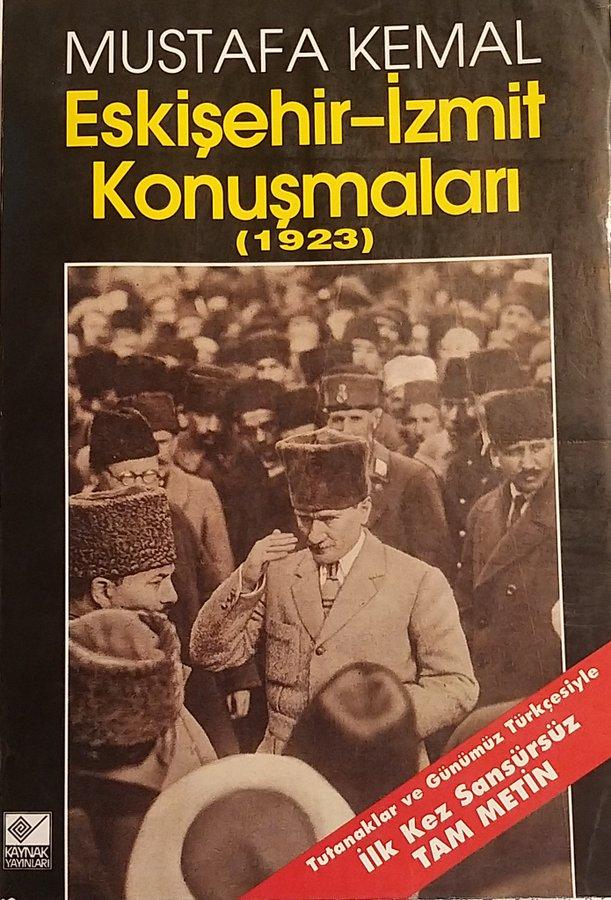 MUSTAFA KEMAL
Eskişehir-İzmit
Konuşmaları
(1923)
Tutanaklar ve Günümüz Türkçesiyle
İlk Kez Sansürsüz
TAM METİN
KAYNAK
YAYINLARI